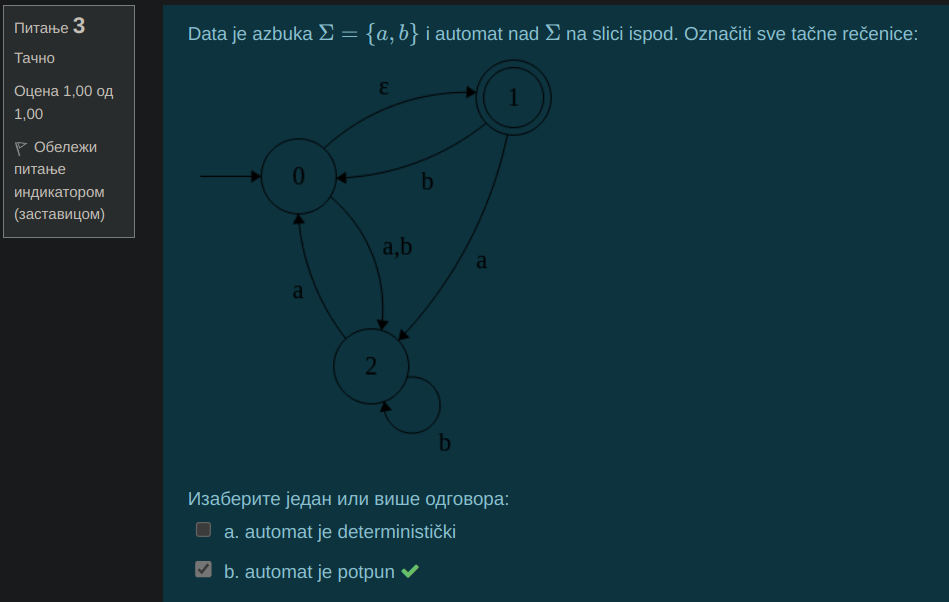 Питање 3
Тачно
Оцена 1,00 од
1,00
Обележи
питање
индикатором
(заставицом)
Data je azbuka Σ = {a, b} i automat nad Σ na slici ispod. Označiti sve tačne rečenice:
ε
1
0
b
a,b
a
a
2
b
Изаберите један или више одговора:
a. automat je deterministički
b. automat je potpun